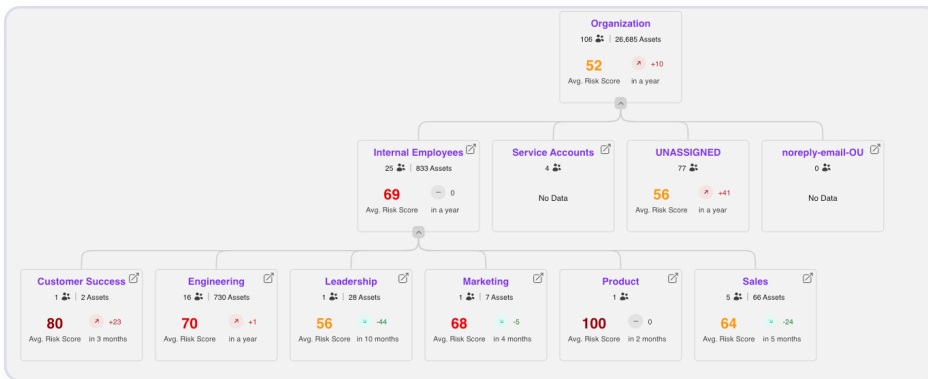 Organization
106 | 26,685 Assets
52 +10
Avg. Risk Score in a year
Internal Employees
25 | 833 Assets
69 0
Avg. Risk Score in a year
Service Accounts
4
No Data
UNASSIGNED
77
56 +41
Avg. Risk Score in a year
noreply-email-OU
0
No Data
Customer Success
1 | 2 Assets
80 +23
Avg. Risk Score in 3 months
Engineering
16 | 730 Assets
70 +1
Avg. Risk Score in a year
Leadership
1 | 28 Assets
56 -44
Avg. Risk Score in 10 months
Marketing
1 | 7 Assets
68 -5
Avg. Risk Score in 4 months
Product
1
100 0
Avg. Risk Score in 2 months
Sales
5 | 66 Assets
64 -24
Avg. Risk Score in 5 months